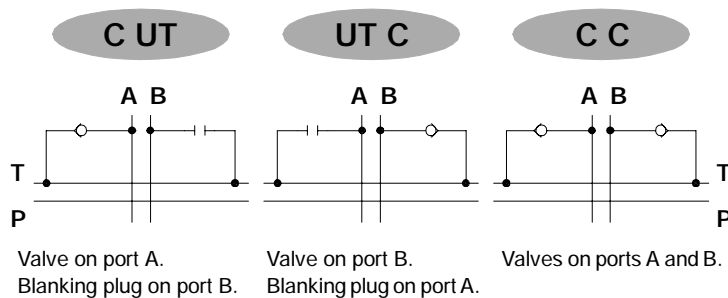 C UT
UT C
C C
A B
A B
A B
T
T
P
P
Valve on port A.
Blanking plug on port B.
Valve on port B.
Blanking plug on port A.
Valves on ports A and B.